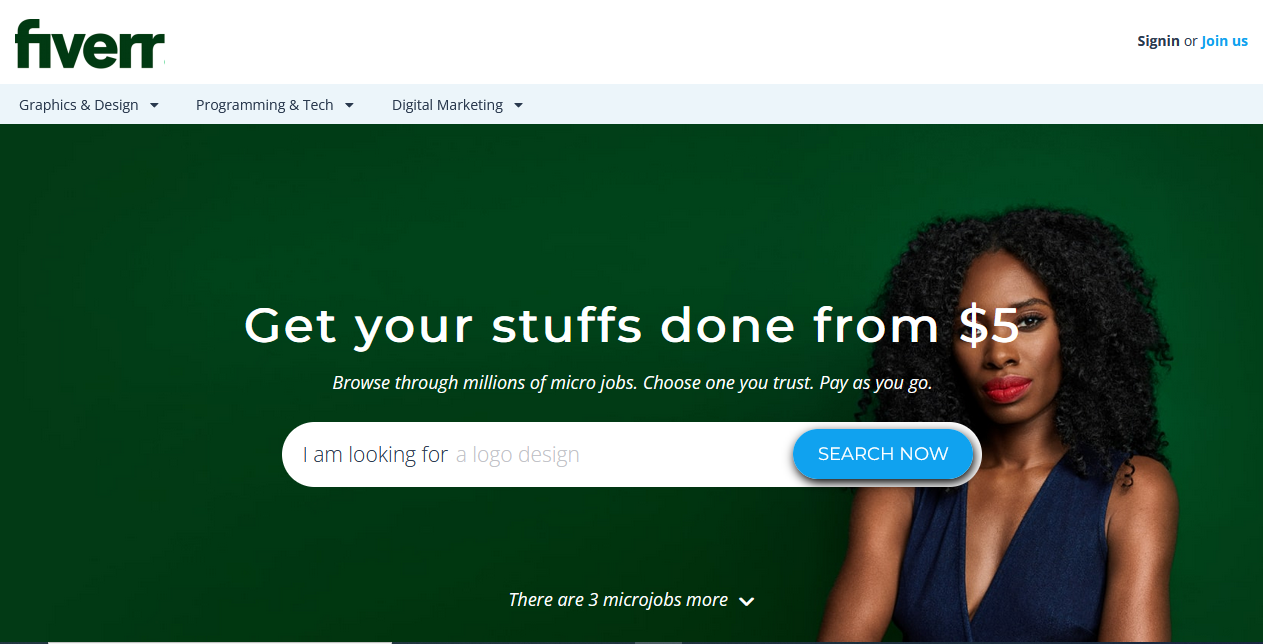 fiverr
Signin or Join us
Graphics & Design
Programming & Tech
Digital Marketing
Get your stuffs done from $5
Browse through millions of micro jobs. Choose one you trust. Pay as you go.
I am looking for a logo design
SEARCH NOW
There are 3 microjobs more